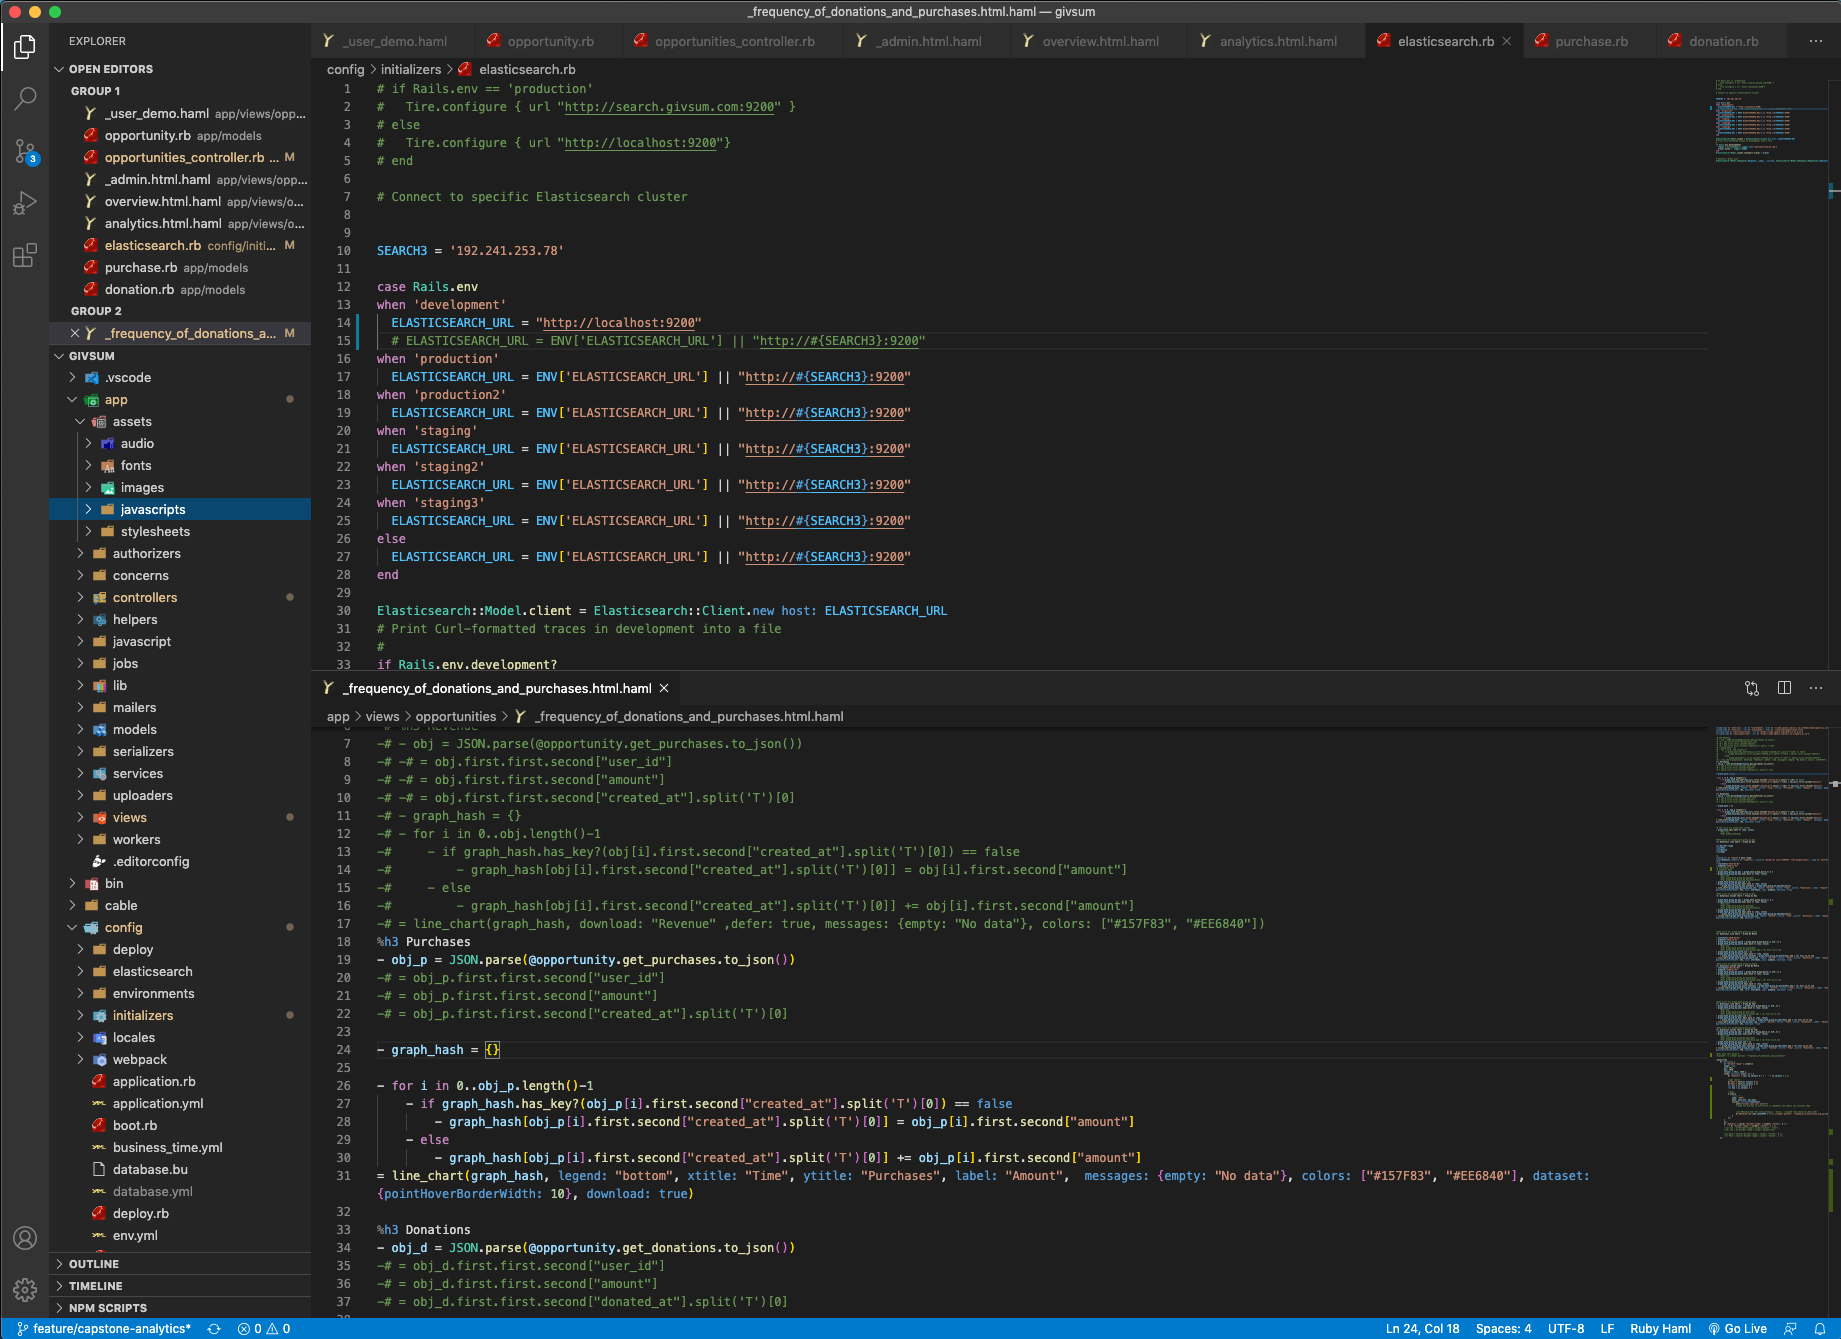 _frequency_of_donations_and_purchases.html.haml — givsum
EXPLORER
OPEN EDITORS
GROUP 1
_user_demo.haml app/views/opp...
opportunity.rb app/models
opportunities_controller.rb ... M
_admin.html.haml app/views/opp...
overview.html.haml app/views/o...
analytics.html.haml app/views/o...
elasticsearch.rb config/initi... M
purchase.rb app/models
donation.rb app/models
GROUP 2
_frequency_of_donations_a... M
GIVSUM
.vscode
app
assets
audio
fonts
images
javascripts
stylesheets
authorizers
concerns
controllers
helpers
javascript
jobs
lib
mailers
models
serializers
services
uploaders
views
workers
.editorconfig
bin
cable
config
deploy
elasticsearch
environments
initializers
locales
webpack
application.rb
application.yml
boot.rb
business_time.yml
database.bu
database.yml
deploy.rb
env.yml
OUTLINE
TIMELINE
NPM SCRIPTS
3
_user_demo.haml opportunity.rb opportunities_controller.rb _admin.html.haml overview.html.haml analytics.html.haml elasticsearch.rb purchase.rb donation.rb
config > initializers > elasticsearch.rb
1 # if Rails.env == 'production'
2 #   Tire.configure { url "http://search.givsum.com:9200" }
3 # else
4 #   Tire.configure { url "http://localhost:9200"}
5 # end
6
7 # Connect to specific Elasticsearch cluster
8
9
10 SEARCH3 = '192.241.253.78'
11
12 case Rails.env
13 when 'development'
14   ELASTICSEARCH_URL = "http://localhost:9200"
15   # ELASTICSEARCH_URL = ENV['ELASTICSEARCH_URL'] || "http://#{SEARCH3}:9200"
16 when 'production'
17   ELASTICSEARCH_URL = ENV['ELASTICSEARCH_URL'] || "http://#{SEARCH3}:9200"
18 when 'production2'
19   ELASTICSEARCH_URL = ENV['ELASTICSEARCH_URL'] || "http://#{SEARCH3}:9200"
20 when 'staging'
21   ELASTICSEARCH_URL = ENV['ELASTICSEARCH_URL'] || "http://#{SEARCH3}:9200"
22 when 'staging2'
23   ELASTICSEARCH_URL = ENV['ELASTICSEARCH_URL'] || "http://#{SEARCH3}:9200"
24 when 'staging3'
25   ELASTICSEARCH_URL = ENV['ELASTICSEARCH_URL'] || "http://#{SEARCH3}:9200"
26 else
27   ELASTICSEARCH_URL = ENV['ELASTICSEARCH_URL'] || "http://#{SEARCH3}:9200"
28 end
29
30 Elasticsearch::Model.client = Elasticsearch::Client.new host: ELASTICSEARCH_URL
31 # Print Curl-formatted traces in development into a file
32 #
33 if Rails.env.development?
_frequency_of_donations_and_purchases.html.haml
app > views > opportunities > _frequency_of_donations_and_purchases.html.haml
7 -# - obj = JSON.parse(@opportunity.get_purchases.to_json())
8 -# -# = obj.first.first.second["user_id"]
9 -# -# = obj.first.first.second["amount"]
10 -# -# = obj.first.first.second["created_at"].split('T')[0]
11 -# - graph_hash = {}
12 -# - for i in 0..obj.length()-1
13 -#     - if graph_hash.has_key?(obj[i].first.second["created_at"].split('T')[0]) == false
14 -#         - graph_hash[obj[i].first.second["created_at"].split('T')[0]] = obj[i].first.second["amount"]
15 -#     - else
16 -#         - graph_hash[obj[i].first.second["created_at"].split('T')[0]] += obj[i].first.second["amount"]
17 -# = line_chart(graph_hash, download: "Revenue" ,defer: true, messages: {empty: "No data"}, colors: ["#157F83", "#EE6840"])
18 %h3 Purchases
19 - obj_p = JSON.parse(@opportunity.get_purchases.to_json())
20 -# = obj_p.first.first.second["user_id"]
21 -# = obj_p.first.first.second["amount"]
22 -# = obj_p.first.first.second["created_at"].split('T')[0]
23
24 - graph_hash = {}
25
26 - for i in 0..obj_p.length()-1
27     - if graph_hash.has_key?(obj_p[i].first.second["created_at"].split('T')[0]) == false
28         - graph_hash[obj_p[i].first.second["created_at"].split('T')[0]] = obj_p[i].first.second["amount"]
29     - else
30         - graph_hash[obj_p[i].first.second["created_at"].split('T')[0]] += obj_p[i].first.second["amount"]
31 = line_chart(graph_hash, legend: "bottom", xtitle: "Time", ytitle: "Purchases", label: "Amount",  messages: {empty: "No data"}, colors: ["#157F83", "#EE6840"], dataset:
{pointHoverBorderWidth: 10}, download: true)
32
33 %h3 Donations
34 - obj_d = JSON.parse(@opportunity.get_donations.to_json())
35 -# = obj_d.first.first.second["user_id"]
36 -# = obj_d.first.first.second["amount"]
37 -# = obj_d.first.first.second["donated_at"].split('T')[0]
feature/capstone-analytics* 0 0 Ln 24, Col 18 Spaces: 4 UTF-8 LF Ruby Haml Go Live